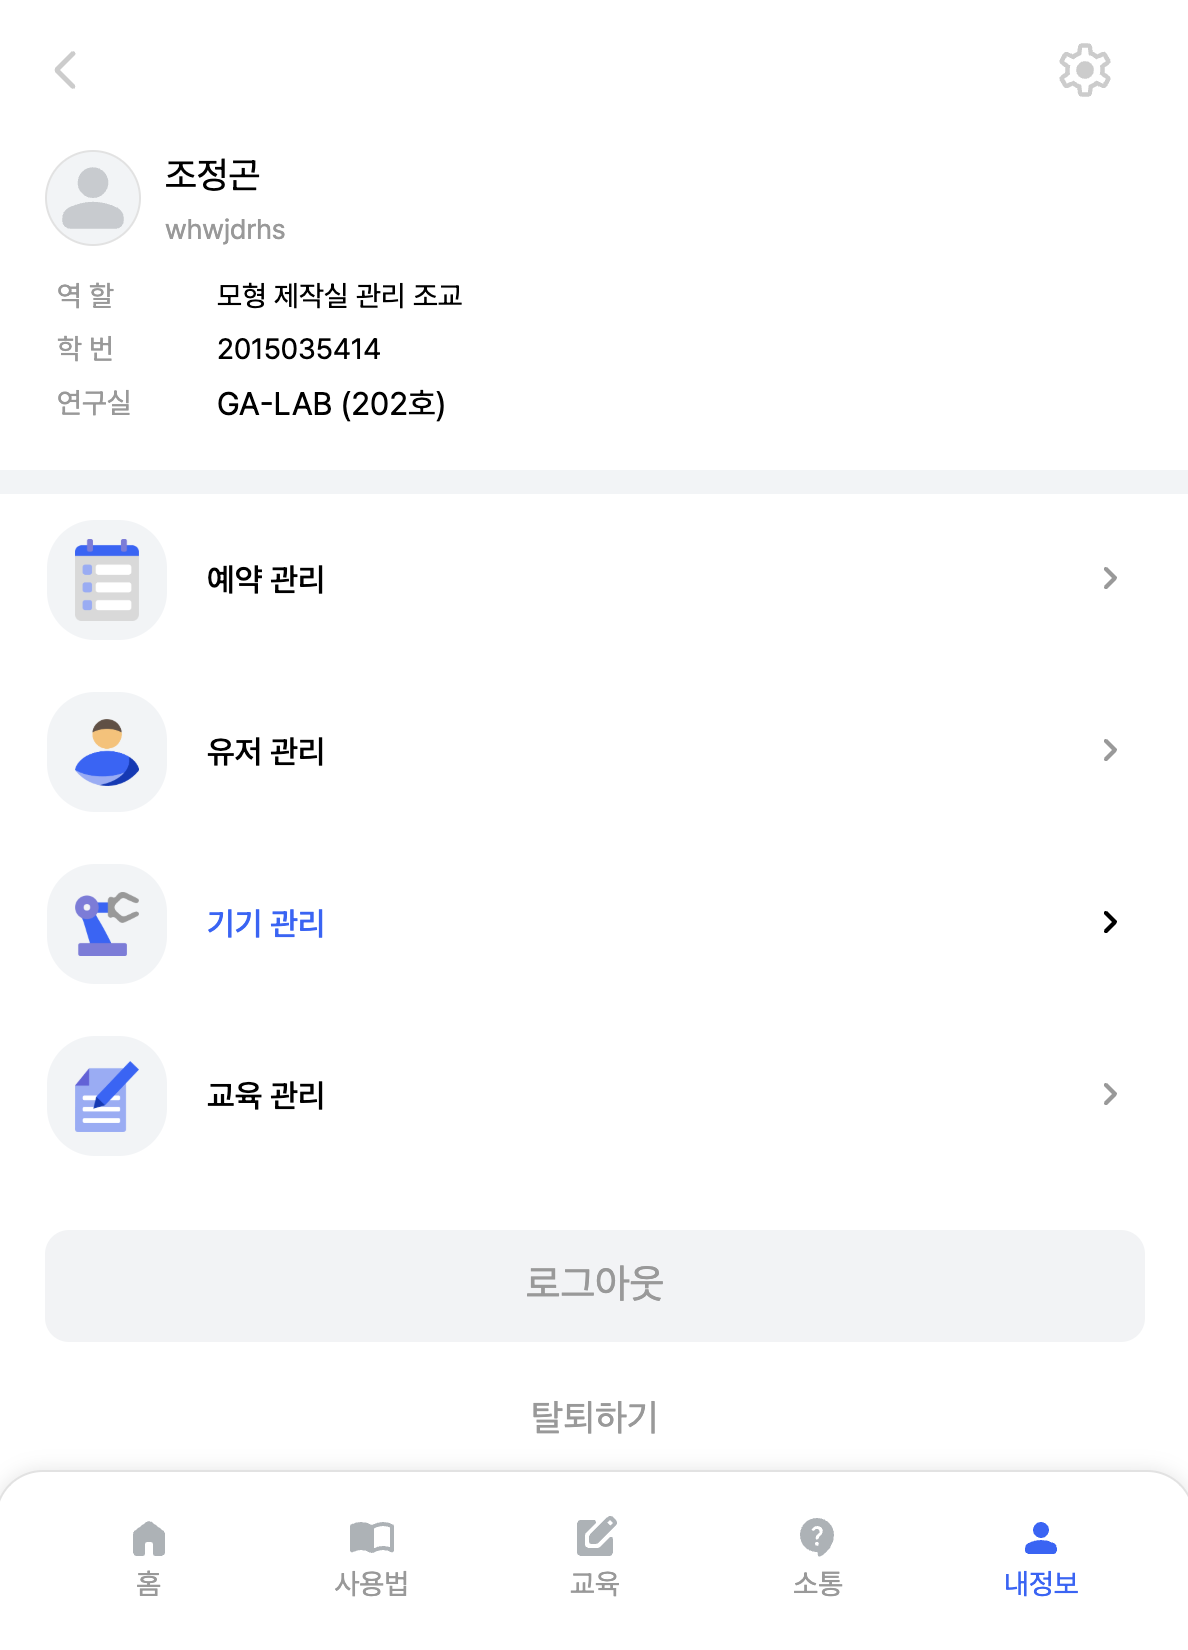 조정곤
whwjdrhs
역 할 모형 제작실 관리 조교
학 번 2015035414
연구실 GA-LAB (202호)
예약 관리
유저 관리
기기 관리
교육 관리
로그아웃
탈퇴하기
홈 사용법 교육 소통 내정보